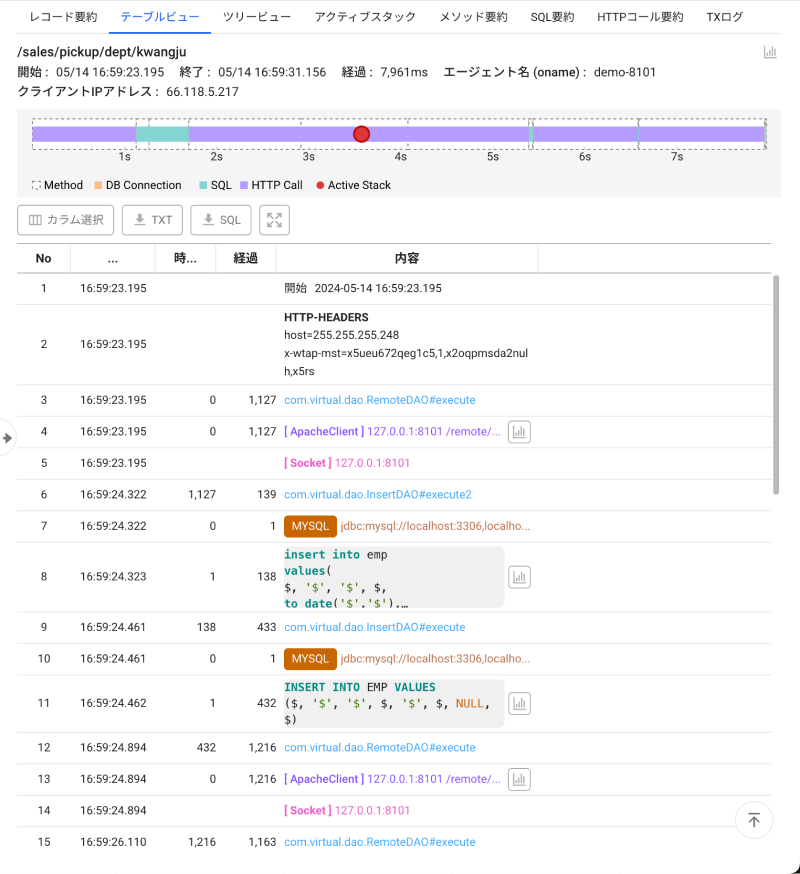 レコード要約 テーブルビュー ツリービュー アクティブスタック メソッド要約 SQL要約 HTTPコール要約 TXログ
/sales/pickup/dept/kwangju
開始 : 05/14 16:59:23.195 終了 : 05/14 16:59:31.156 経過 : 7,961ms エージェント名 (oname) : demo-8101
クライアントIPアドレス : 66.118.5.217
1s 2s 3s 4s 5s 6s 7s
Method DB Connection SQL HTTP Call Active Stack
カラム選択 TXT SQL
No ... 時... 経過 内容
1 16:59:23.195 開始 2024-05-14 16:59:23.195
HTTP-HEADERS
host=255.255.255.248
2 16:59:23.195
x-wtap-mst=x5ueu672qeg1c5,1,x2oqpmsda2nul
h,x5rs
3 16:59:23.195 0 1,127 com.virtual.dao.RemoteDAO#execute
4 16:59:23.195 0 1,127 [ ApacheClient ] 127.0.0.1:8101 /remote/...
5 16:59:23.195 [ Socket ] 127.0.0.1:8101
6 16:59:24.322 1,127 139 com.virtual.dao.InsertDAO#execute2
7 16:59:24.322 0 1 MYSQL jdbc:mysql://localhost:3306,localho...
insert into emp
values(
8 16:59:24.323 1 138
$, '$', '$', $,
to_date('$','$'),…
9 16:59:24.461 138 433 com.virtual.dao.InsertDAO#execute
10 16:59:24.461 0 1 MYSQL jdbc:mysql://localhost:3306,localho...
INSERT INTO EMP VALUES
11 16:59:24.462 1 432 ($, '$', '$', $, '$', $, NULL,
$)
12 16:59:24.894 432 1,216 com.virtual.dao.RemoteDAO#execute
13 16:59:24.894 0 1,216 [ ApacheClient ] 127.0.0.1:8101 /remote/...
14 16:59:24.894 [ Socket ] 127.0.0.1:8101
15 16:59:26.110 1,216 1,163 com.virtual.dao.RemoteDAO#execute